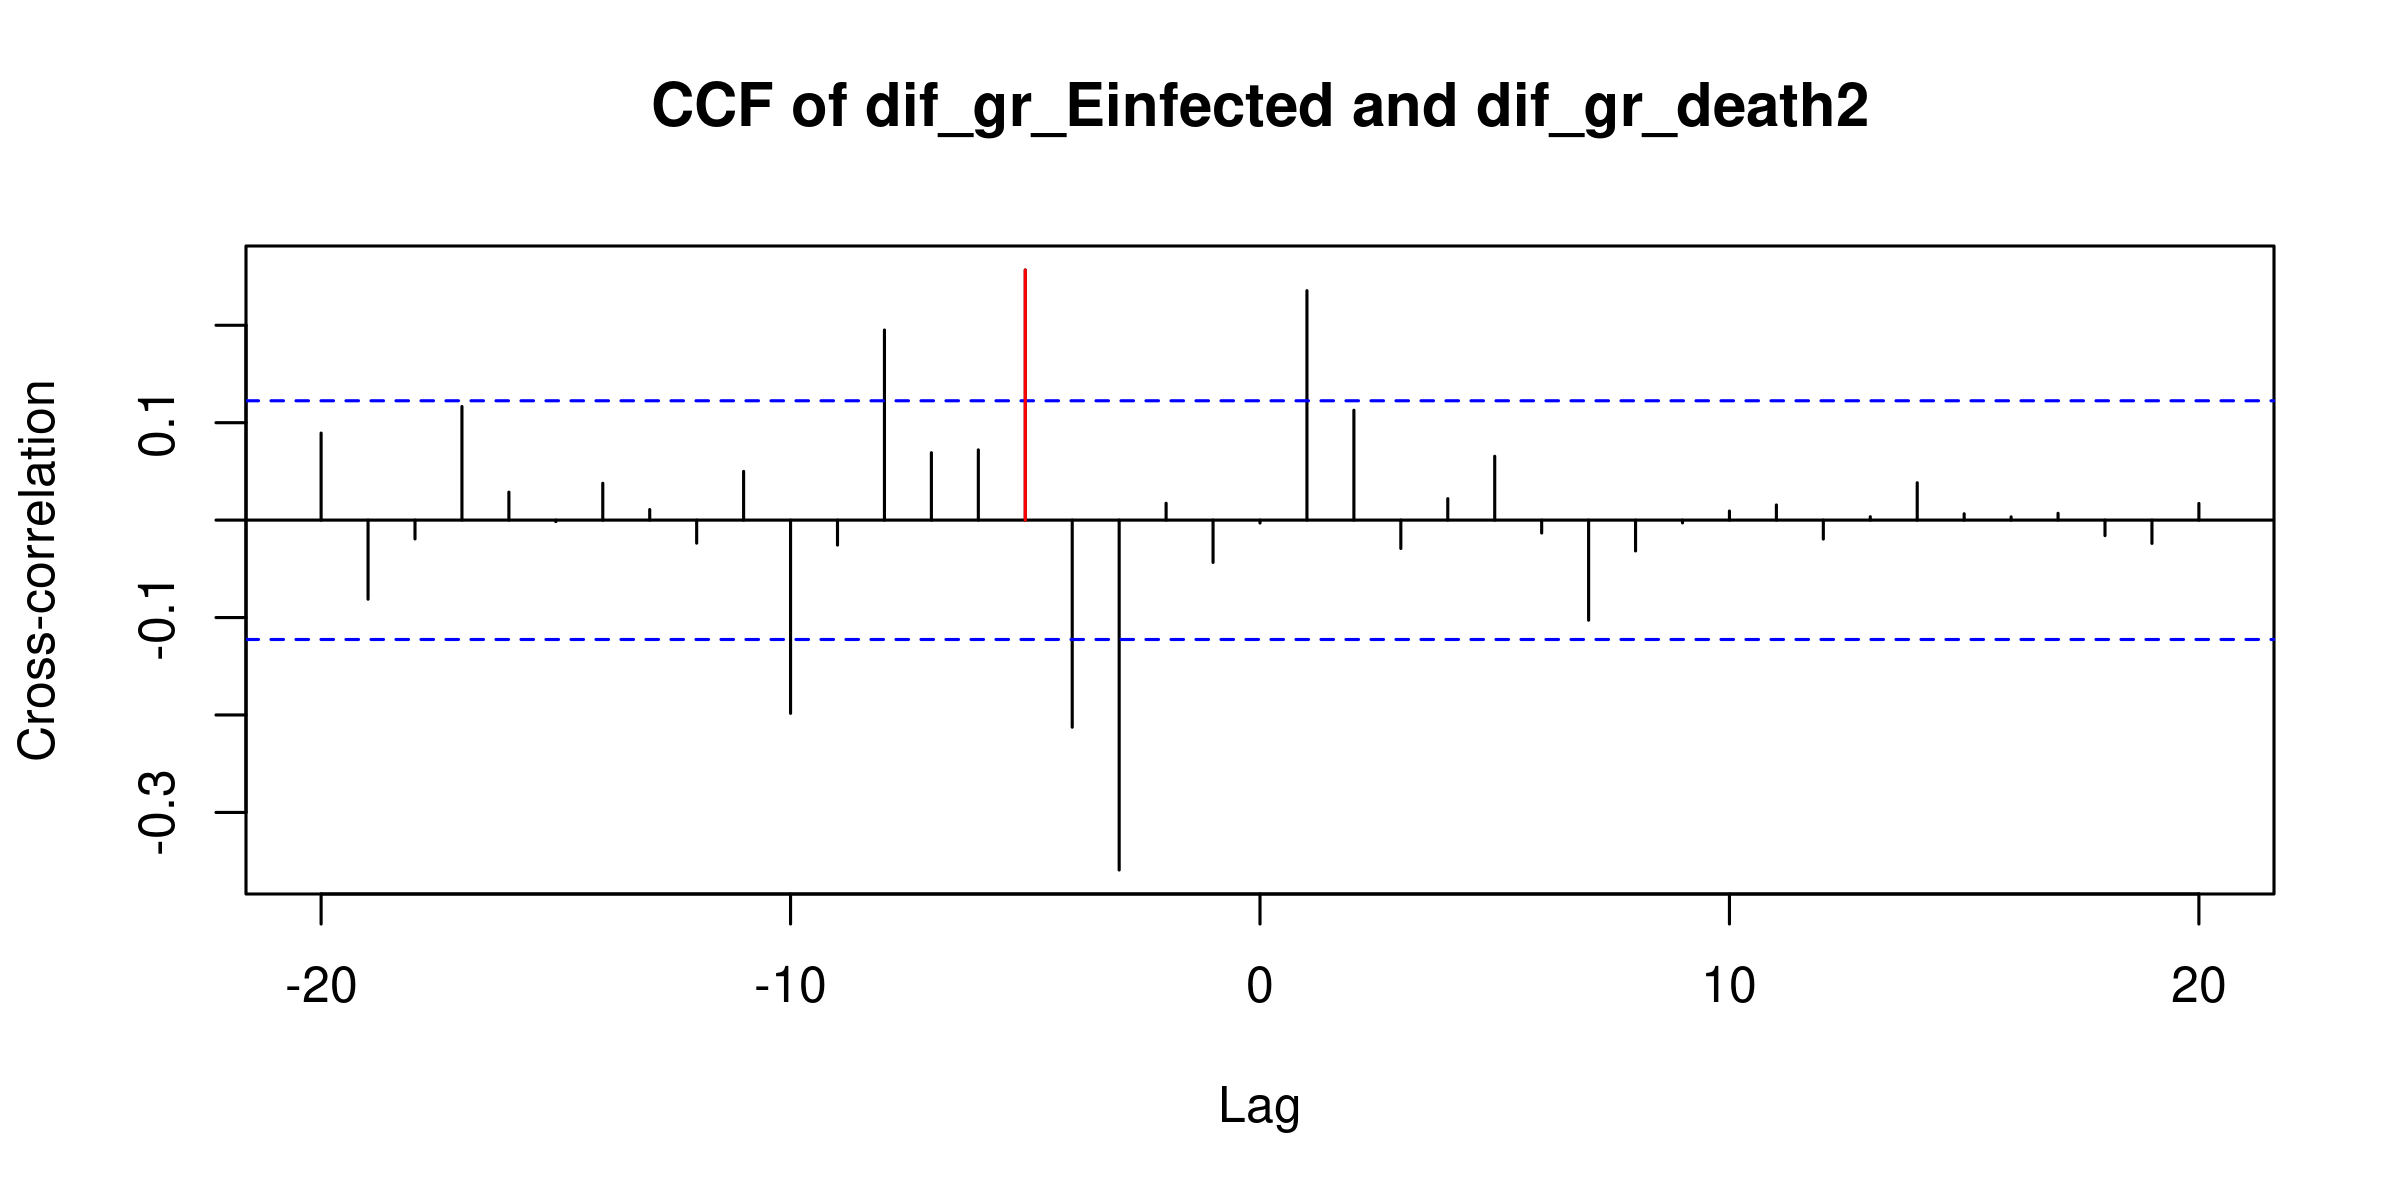 CCF of dif_gr_Einfected and dif_gr_death2
Cross-correlation
0.1
-0.1
-0.3
-20
-10
0
10
20
Lag